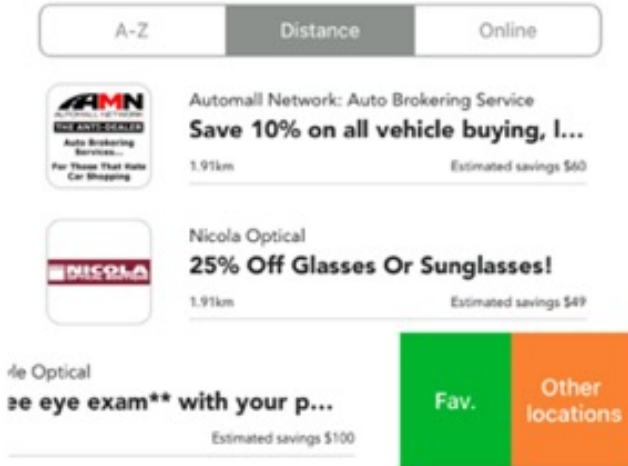 A-Z
Distance
Online
AMN
AUTOMALL NETWORK
THE ANTI-DEALER
Auto Brokering
Services...
For Those That Hate
Car Shopping
Automall Network: Auto Brokering Service
Save 10% on all vehicle buying, l...
1.91km
Estimated savings $60
NICOLA
Nicola Optical
25% Off Glasses Or Sunglasses!
1.91km
Estimated savings $49
le Optical
ee eye exam** with your p...
Estimated savings $100
Fav.
Other
locations